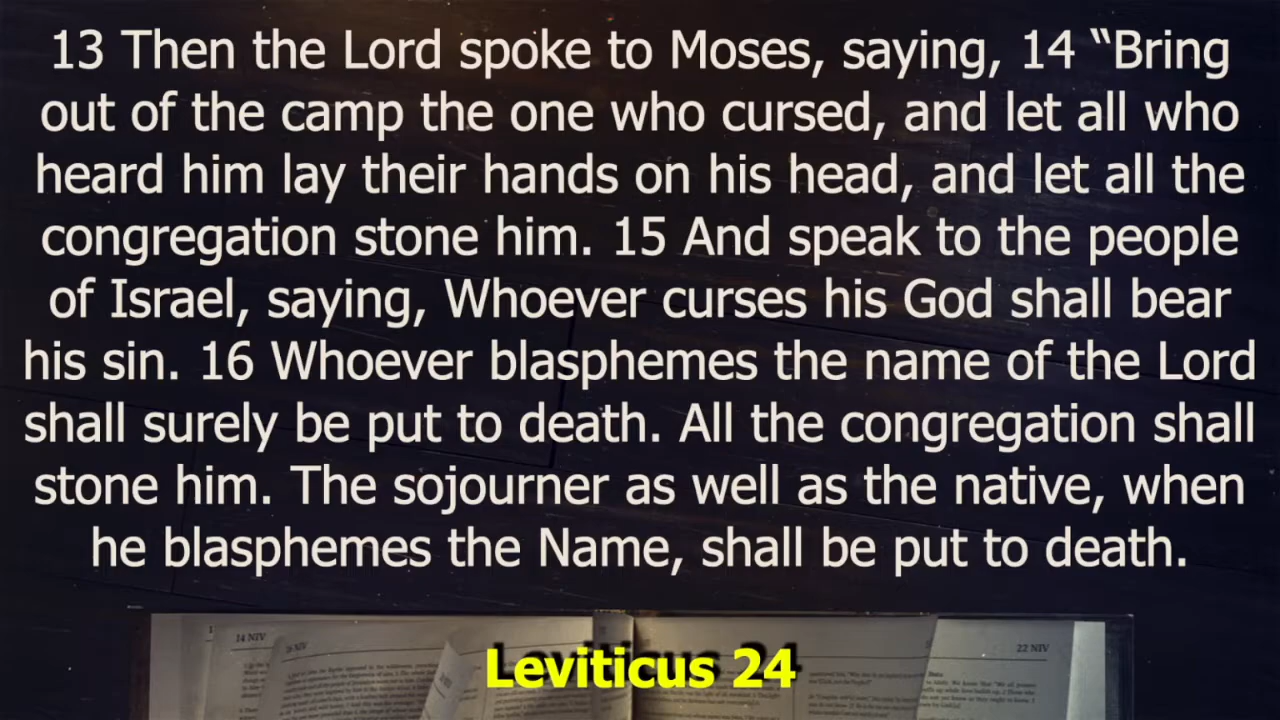 13 Then the Lord spoke to Moses, saying, 14 “Bring
out of the camp the one who cursed, and let all who
heard him lay their hands on his head, and let all the
congregation stone him. 15 And speak to the people
of Israel, saying, Whoever curses his God shall bear
his sin. 16 Whoever blasphemes the name of the Lord
shall surely be put to death. All the congregation shall
stone him. The sojourner as well as the native, when
he blasphemes the Name, shall be put to death.
14 NIV
22 NIV
Leviticus 24